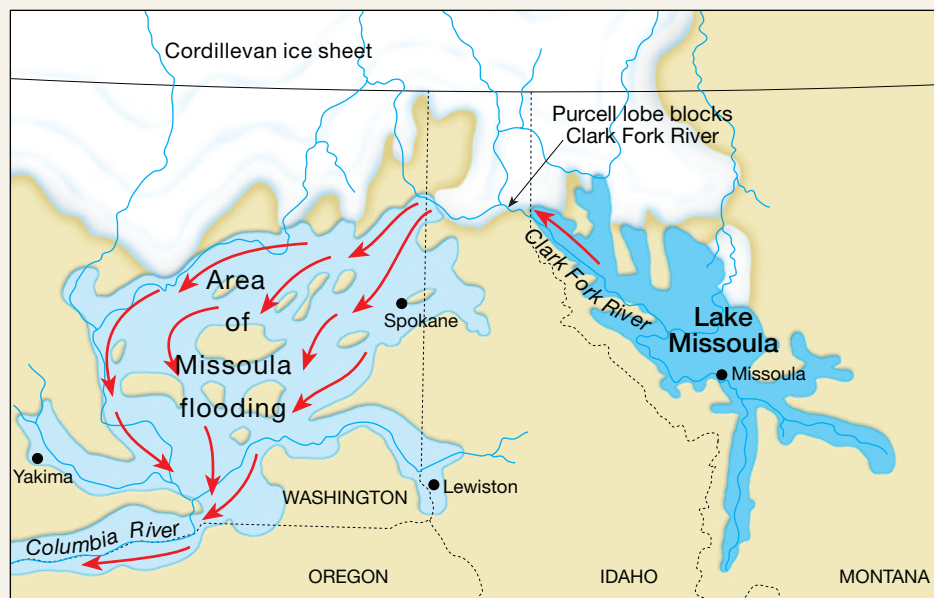 Cordillevan ice sheet
Purcell lobe blocks
Clark Fork River
Clark Fork River
Area
of
Missoula
flooding
Spokane
Lake
Missoula
Missoula
Yakima
WASHINGTON
Lewiston
Columbia River
OREGON
IDAHO
MONTANA